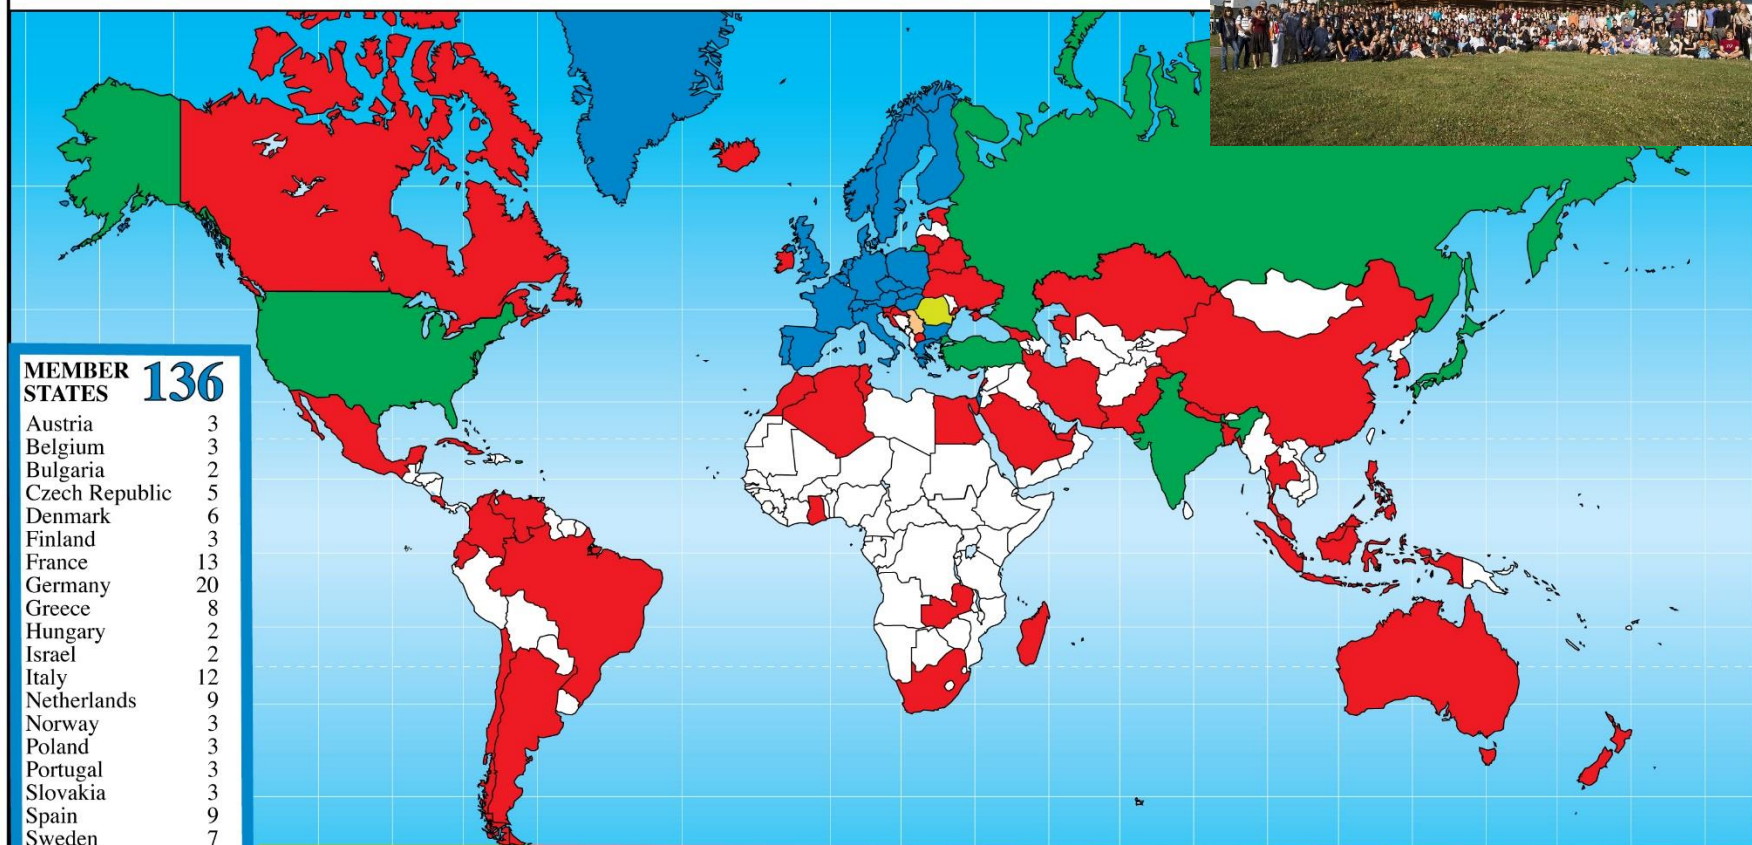 MEMBER STATES 136
Austria 3
Belgium 3
Bulgaria 2
Czech Republic 5
Denmark 6
Finland 3
France 13
Germany 20
Greece 8
Hungary 2
Israel 2
Italy 12
Netherlands 9
Norway 3
Poland 3
Portugal 3
Slovakia 3
Spain 9
Sweden 7